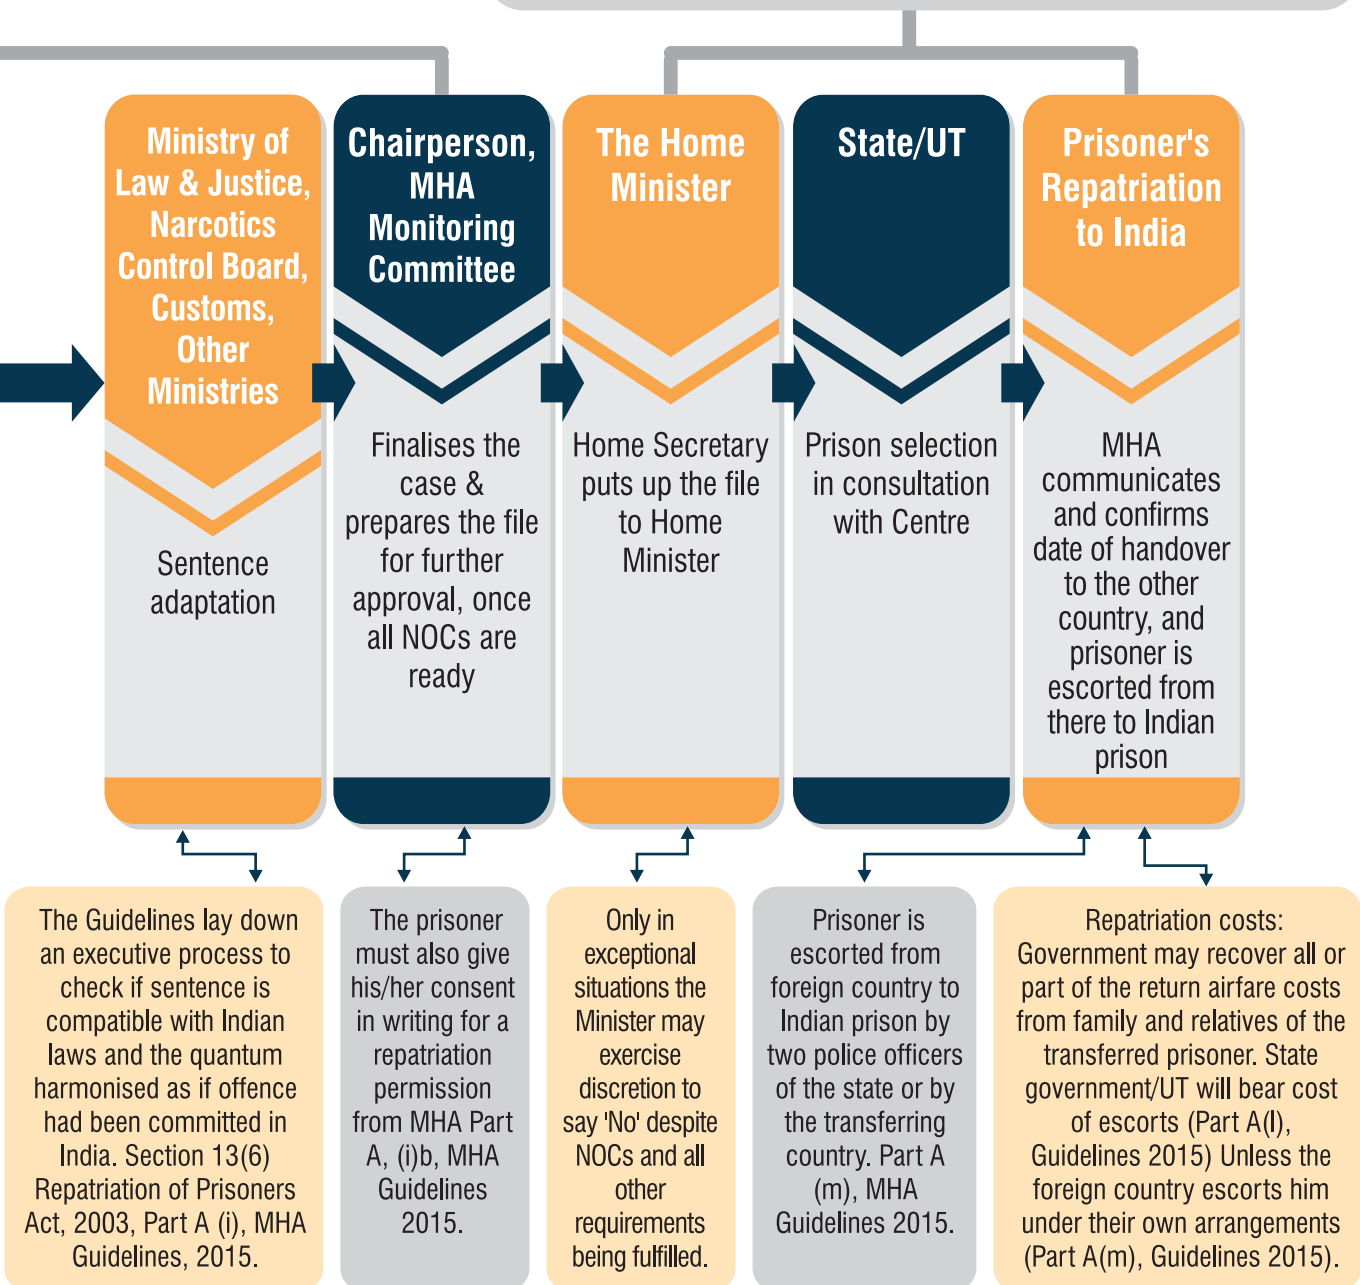 Ministry of
Law & Justice,
Narcotics
Control Board,
Customs,
Other
Ministries
Sentence
adaptation
Chairperson,
MHA
Monitoring
Committee
Finalises the
case &
prepares the file
for further
approval, once
all NOCs are
ready
The Home
Minister
Home Secretary
puts up the file
to Home
Minister
State/UT
Prison selection
in consultation
with Centre
Prisoner's
Repatriation
to India
MHA
communicates
and confirms
date of handover
to the other
country, and
prisoner is
escorted from
there to Indian
prison
The Guidelines lay down
an executive process to
check if sentence is
compatible with Indian
laws and the quantum
harmonised as if offence
had been committed in
India. Section 13(6)
Repatriation of Prisoners
Act, 2003, Part A (i), MHA
Guidelines, 2015.
The prisoner
must also give
his/her consent
in writing for a
repatriation
permission
from MHA Part
A, (i)b, MHA
Guidelines
2015.
Only in
exceptional
situations the
Minister may
exercise
discretion to
say 'No' despite
NOCs and all
other
requirements
being fulfilled.
Prisoner is
escorted from
foreign country to
Indian prison by
two police officers
of the state or by
the transferring
country. Part A
(m), MHA
Guidelines 2015.
Repatriation costs:
Government may recover all or
part of the return airfare costs
from family and relatives of the
transferred prisoner. State
government/UT will bear cost
of escorts (Part A(l),
Guidelines 2015) Unless the
foreign country escorts him
under their own arrangements
(Part A(m), Guidelines 2015).